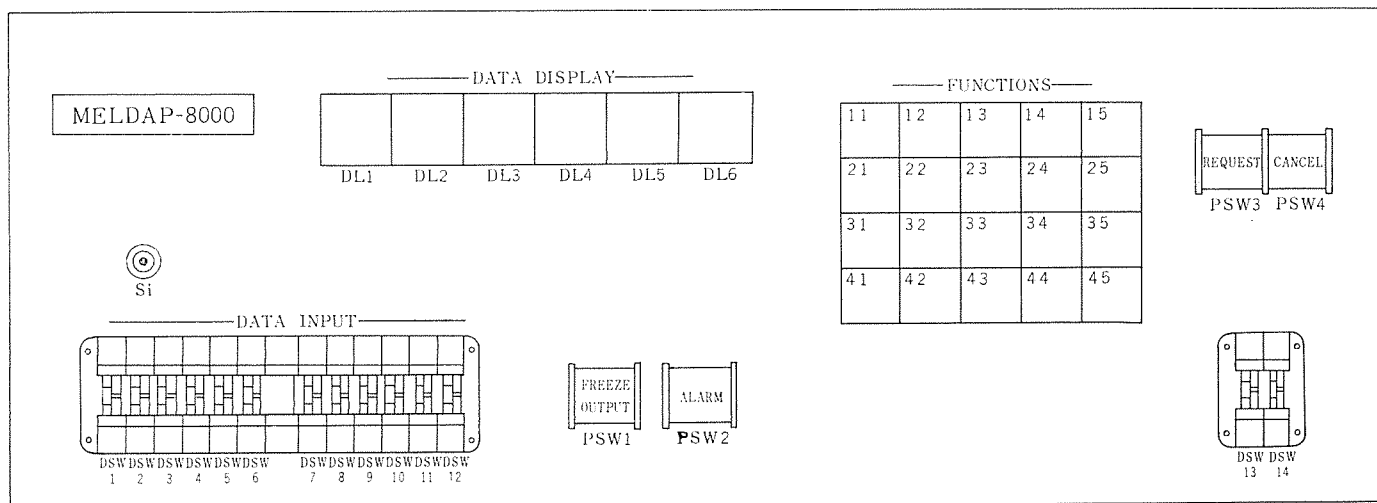 MELDAP-8000
DATA DISPLAY
DL1 DL2 DL3 DL4 DL5 DL6
FUNCTIONS
11 12 13 14 15
21 22 23 24 25
31 32 33 34 35
41 42 43 44 45
REQUEST CANCEL
PSW3 PSW4
Si
DATA INPUT
DSW DSW DSW DSW DSW DSW DSW DSW DSW DSW DSW DSW
1 2 3 4 5 6 7 8 9 10 11 12
FREEZE
OUTPUT
PSW1
ALARM
PSW2
DSW DSW
13 14